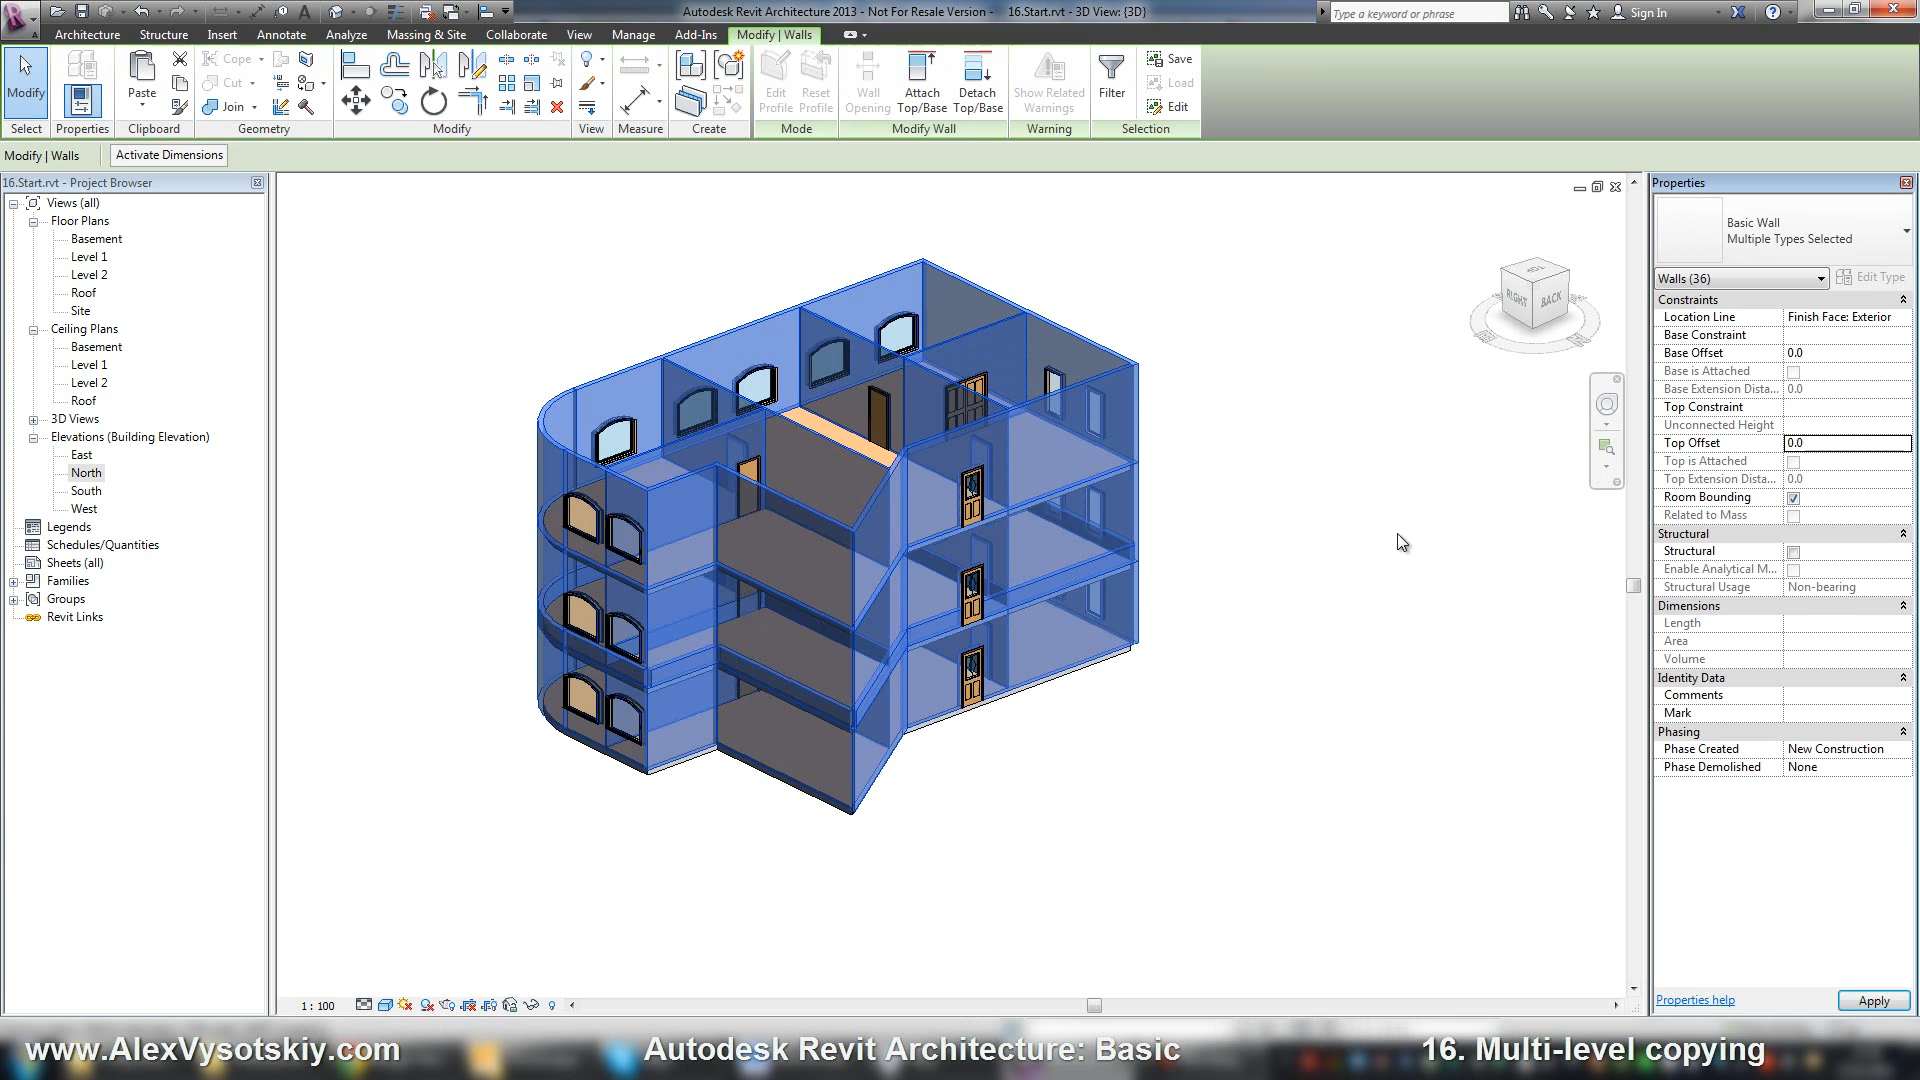 Autodesk Revit Architecture 2013 - Not For Resale Version -    16.Start.rvt - 3D View: {3D}
Type a keyword or phrase
Sign In
Architecture Structure Insert Annotate Analyze Massing & Site Collaborate View Manage Add-Ins Modify | Walls
Modify
Paste
Cope
Cut
Join
Edit Profile
Reset Profile
Wall Opening
Attach Top/Base
Detach Top/Base
Show Related Warnings
Filter
Save
Load
Edit
Select Properties Clipboard Geometry Modify View Measure Create Mode Modify Wall Warning Selection
Modify | Walls Activate Dimensions
16.Start.rvt - Project Browser
Views (all)
Floor Plans
Basement
Level 1
Level 2
Roof
Site
Ceiling Plans
Basement
Level 1
Level 2
Roof
3D Views
Elevations (Building Elevation)
East
North
South
West
Legends
Schedules/Quantities
Sheets (all)
Families
Groups
Revit Links
TOP
RIGHT
BACK
1 : 100
Properties
Basic Wall
Multiple Types Selected
Walls (36) Edit Type
Constraints
Location Line Finish Face: Exterior
Base Constraint
Base Offset 0.0
Base is Attached
Base Extension Dista... 0.0
Top Constraint
Unconnected Height
Top Offset 0.0
Top is Attached
Top Extension Dista... 0.0
Room Bounding
Related to Mass
Structural
Structural
Enable Analytical M...
Structural Usage Non-bearing
Dimensions
Length
Area
Volume
Identity Data
Comments
Mark
Phasing
Phase Created New Construction
Phase Demolished None
Properties help Apply
www.AlexVysotskiy.com Autodesk Revit Architecture: Basic 16. Multi-level copying